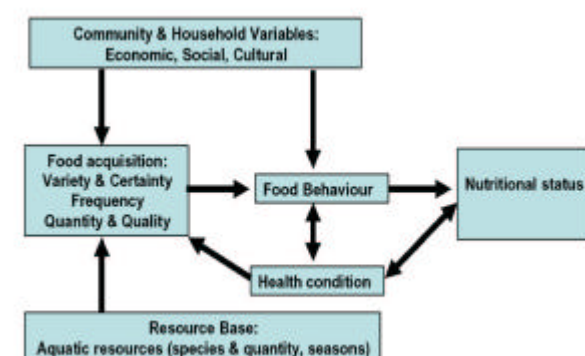 Community & Household Variables:
Economic, Social, Cultural
Food acquisition:
Variety & Certainty
Frequency
Quantity & Quality
Food Behaviour
Nutritional status
Health condition
Resource Base:
Aquatic resources (species & quantity, seasons)